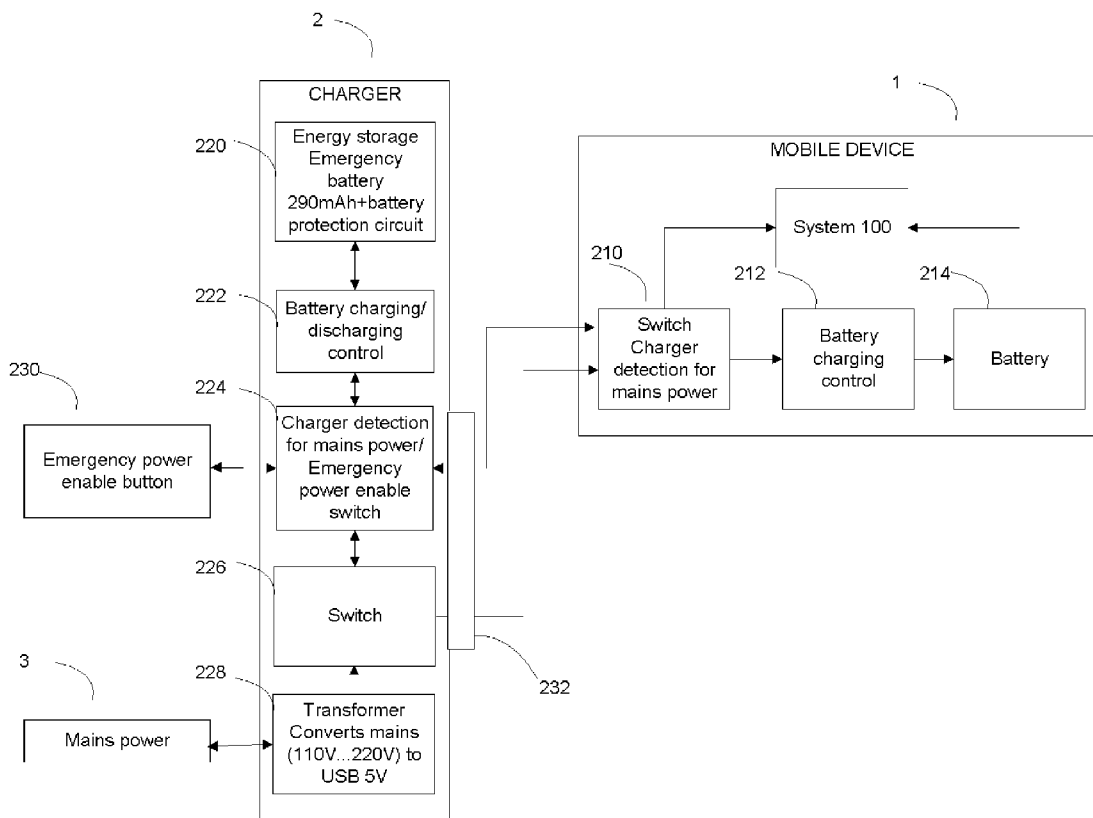 2
CHARGER
220
Energy storage
Emergency
battery
290mAh+battery
protection circuit
222
Battery charging/
discharging
control
230
Emergency power
enable button
224
Charger detection
for mains power/
Emergency
power enable
switch
226
Switch
232
3
Mains power
228
Transformer
Converts mains
(110V...220V) to
USB 5V
1
MOBILE DEVICE
System 100
210
Switch
Charger
detection for
mains power
212
Battery
charging
control
214
Battery